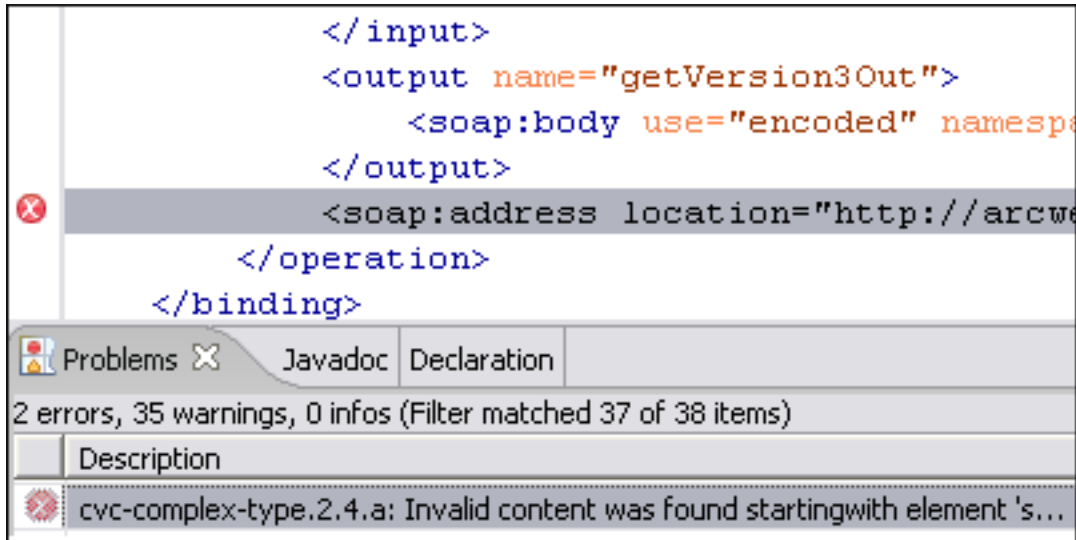 </input>
<output name="getVersion3Out">
<soap:body use="encoded" namespa
</output>
<soap:address location="http://arcwe
</operation>
</binding>
Problems Javadoc Declaration
2 errors, 35 warnings, 0 infos (Filter matched 37 of 38 items)
Description
cvc-complex-type.2.4.a: Invalid content was found startingwith element 's...